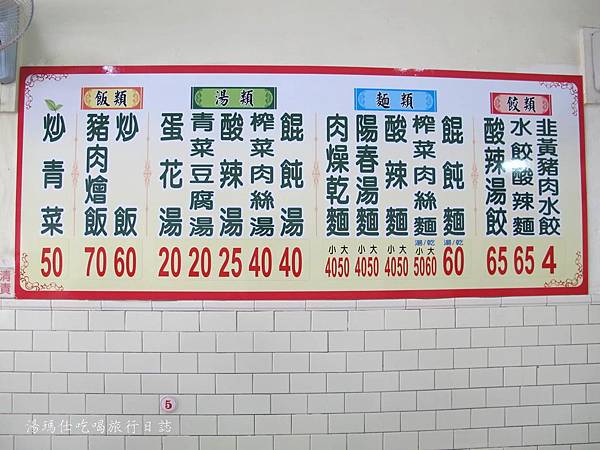 餃類
韭黃豬肉水餃 4
水餃酸辣麵 65
酸辣湯餃 65
麵類
餛飩麵 湯/乾 60
榨菜肉絲麵 湯/乾 小大 5060
酸辣麵 小大 4050
陽春湯麵 小大 4050
肉燥乾麵 小大 4050
湯類
餛飩湯 40
榨菜肉絲湯 40
酸辣湯 25
青菜豆腐湯 20
蛋花湯 20
飯類
炒飯 60
豬肉燴飯 70
炒青菜 50
清
責
5
湯瑪仕吃喝旅行日誌